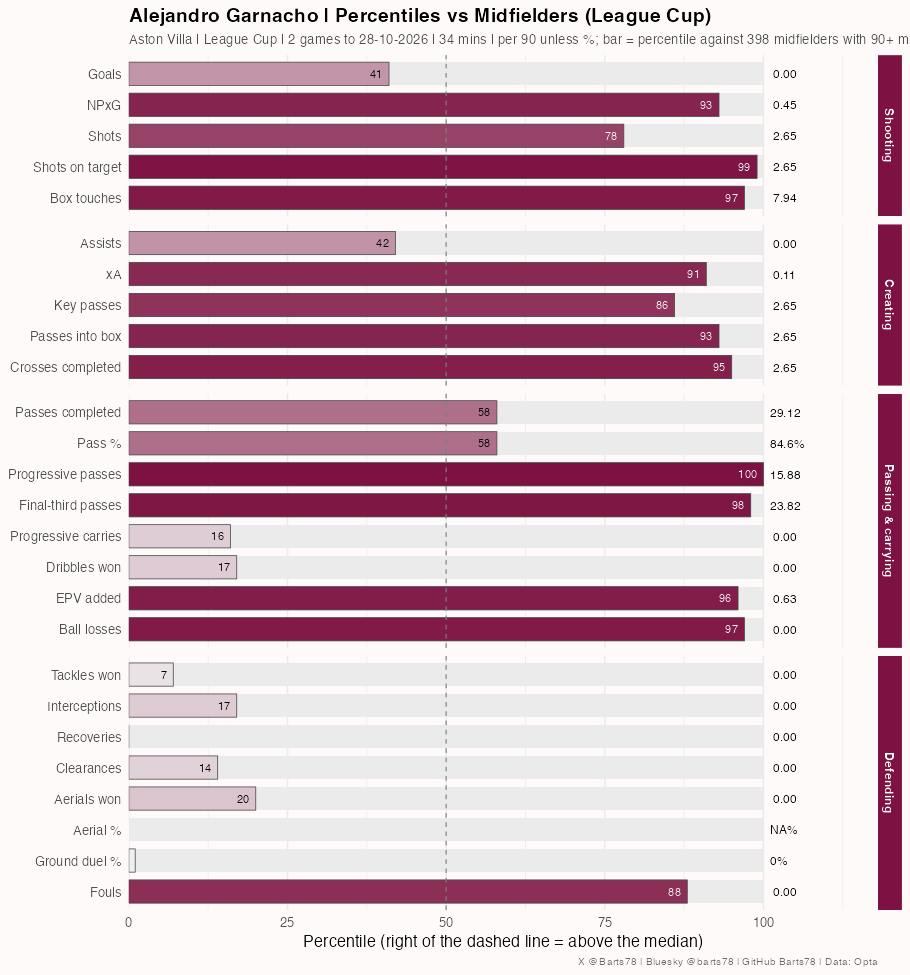 Alejandro Garnacho | Percentiles vs Midfielders (League Cup)
Aston Villa | League Cup | 2 games to 28-10-2026 | 34 mins | per 90 unless %; bar = percentile against 398 midfielders with 90+ m
Goals 41 0.00
NPxG 93 0.45
Shots 78 2.65
Shots on target 99 2.65
Box touches 97 7.94
Shooting
Assists 42 0.00
xA 91 0.11
Key passes 86 2.65
Passes into box 93 2.65
Crosses completed 95 2.65
Creating
Passes completed 58 29.12
Pass % 58 84.6%
Progressive passes 100 15.88
Final-third passes 98 23.82
Progressive carries 16 0.00
Dribbles won 17 0.00
EPV added 96 0.63
Ball losses 97 0.00
Passing & carrying
Tackles won 7 0.00
Interceptions 17 0.00
Recoveries 0.00
Clearances 14 0.00
Aerials won 20 0.00
Aerial % NA%
Ground duel % 0%
Fouls 88 0.00
Defending
0 25 50 75 100
Percentile (right of the dashed line = above the median)
X @Barts78 | Bluesky @barts78 | GitHub Barts78 | Data: Opta